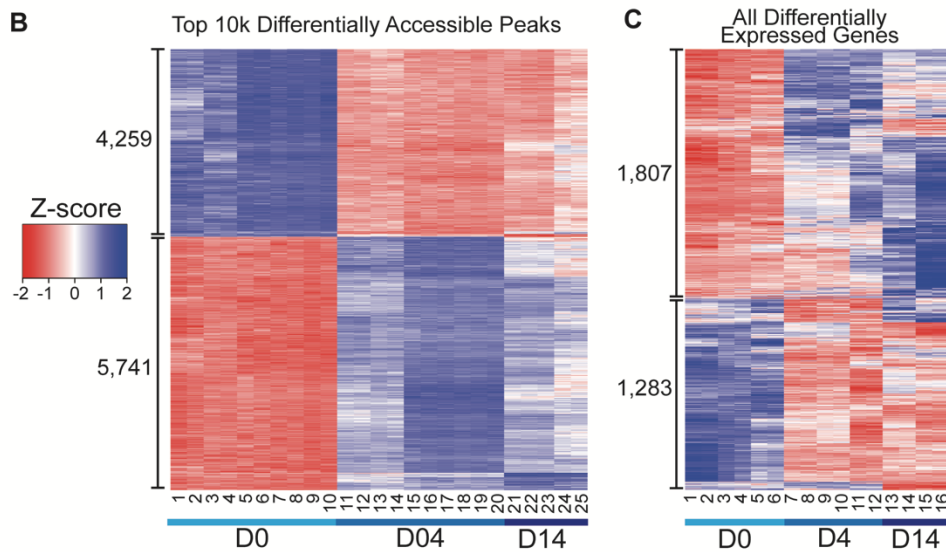 B
Top 10k Differentially Accessible Peaks
4,259
5,741
Z-score
-2 -1 0 1 2
1 2 3 4 5 6 7 8 9 10 11 12 13 14 15 16 17 18 19 20 21 22 23 24 25
D0 D04 D14
C
All Differentially
Expressed Genes
1,807
1,283
1 2 3 4 5 6 7 8 9 10 11 12 13 14 15 16
D0 D4 D14